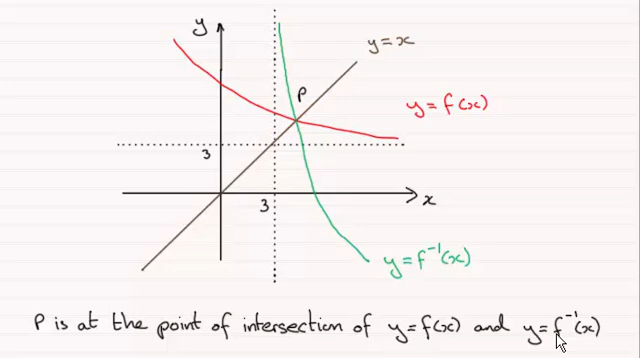 y
y=x
P
y=f(x)
3
3
x
y=f⁻¹(x)
P is at the point of intersection of y=f(x) and y=f⁻¹(x)